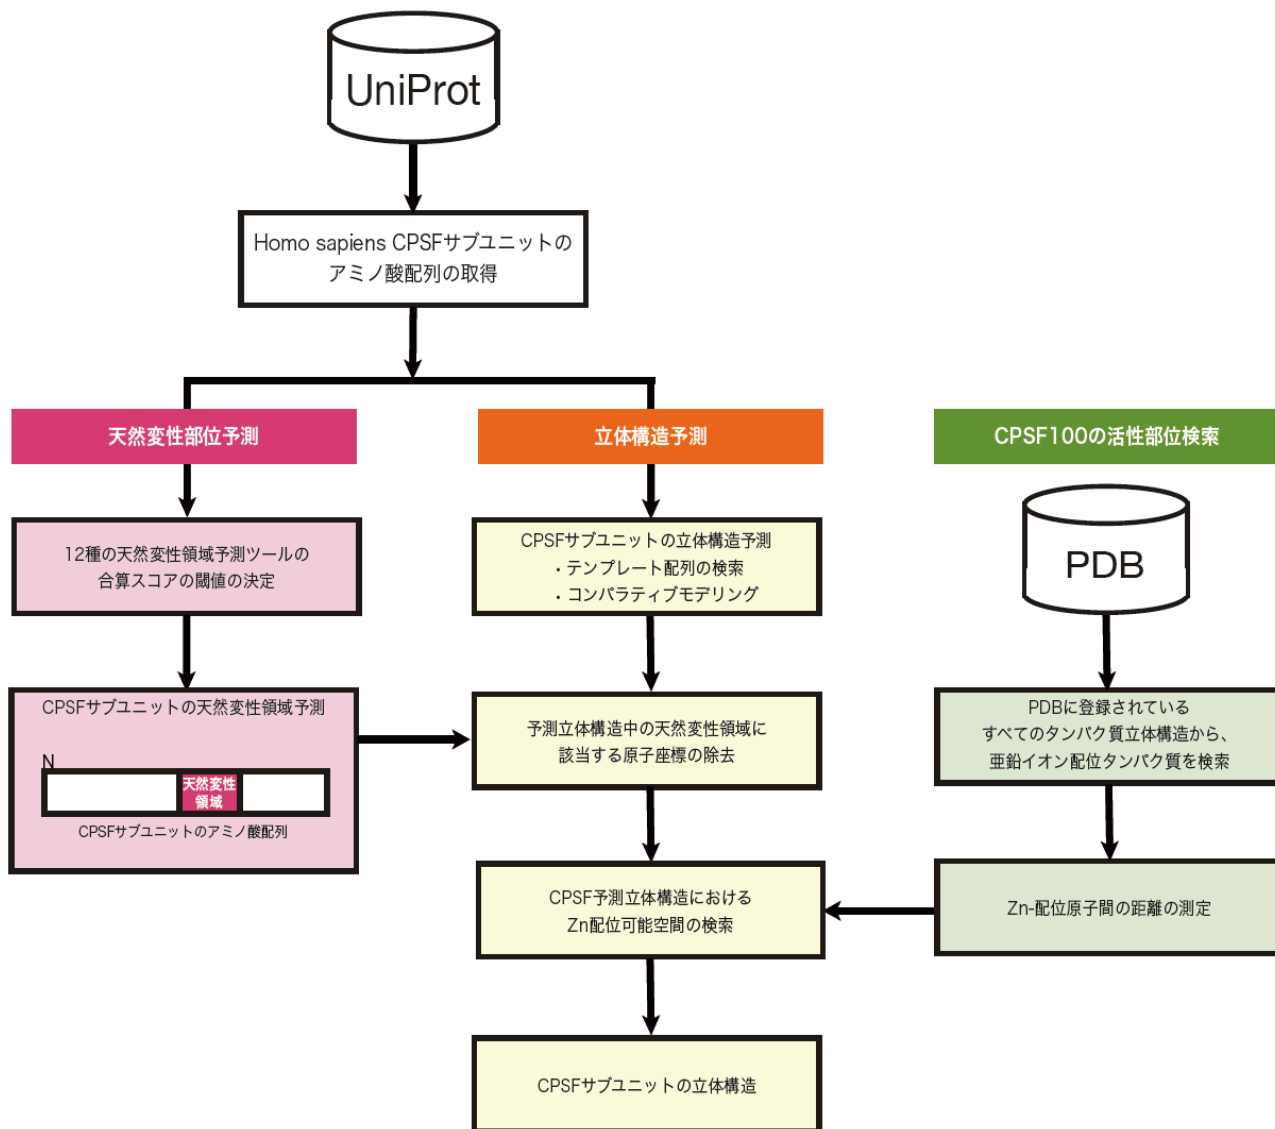 UniProt
Homo sapiens CPSFサブユニットの
アミノ酸配列の取得
天然変性部位予測
立体構造予測
CPSF100の活性部位検索
12種の天然変性領域予測ツールの
合算スコアの閾値の決定
CPSFサブユニットの立体構造予測
・テンプレート配列の検索
・コンパラティブモデリング
PDB
CPSFサブユニットの天然変性領域予測
N
天然変性
領域
CPSFサブユニットのアミノ酸配列
予測立体構造中の天然変性領域に
該当する原子座標の除去
PDBに登録されている
すべてのタンパク質立体構造から、
亜鉛イオン配位タンパク質を検索
CPSF予測立体構造における
Zn配位可能空間の検索
Zn-配位原子間の距離の測定
CPSFサブユニットの立体構造